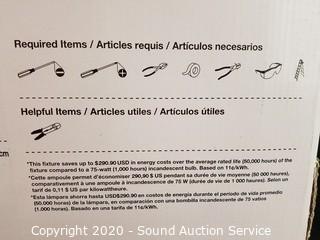 Required Items / Articles requis / Artículos necesarios
Helpful Items / Articles utiles / Artículos útiles
cm
*This fixture saves up to $290.90 USD in energy costs over the average rated life (50,000 hours) of the
fixture compared to a 75-watt (1,000 hours) incandescent bulb. Based on 11¢/kWh.
*Cette ampoule permet d'économiser 290,90 $ US pendant sa durée de vie moyenne (50 000 heures),
comparativement à une ampoule à incandescence de 75 W (durée de vie de 1 000 heures). Selon un
tarif de 0,11 $ US par kilowattheure.
*Esta lámpara ahorra hasta USD$290.90 en costos de energía durante el periodo de vida promedio
(50,000 horas) de la lámpara, en comparación con una bombilla incandescente de 75 vatios
(1,000 horas). Basado en una tarifa de 11¢/kWh.
Copyright 2020 - Sound Auction Service